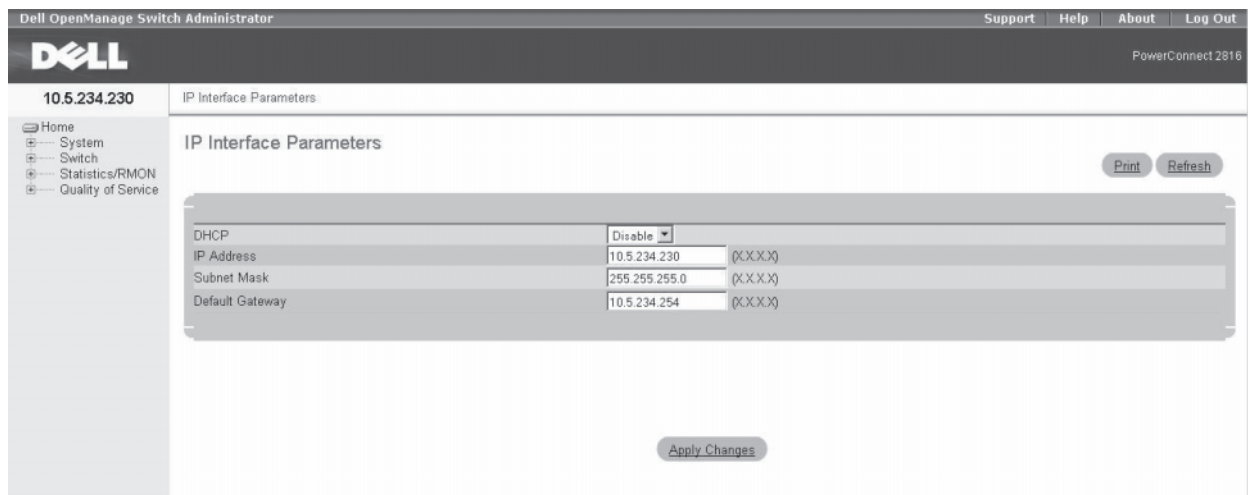 Dell OpenManage Switch Administrator
Support Help About Log Out
DELL
PowerConnect 2816
10.5.234.230
IP Interface Parameters
Home
System
Switch
Statistics/RMON
Quality of Service
IP Interface Parameters
Print Refresh
DHCP Disable
IP Address 10.5.234.230 (X.X.X.X)
Subnet Mask 255.255.255.0 (X.X.X.X)
Default Gateway 10.5.234.254 (X.X.X.X)
Apply Changes